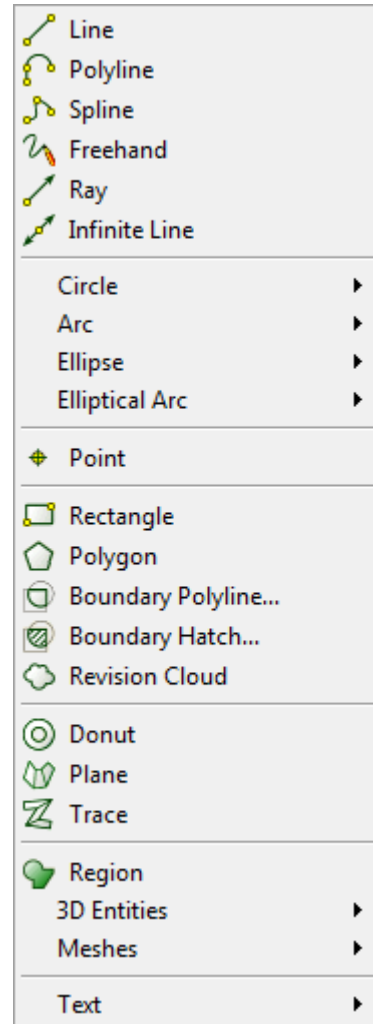 Line
Polyline
Spline
Freehand
Ray
Infinite Line
Circle
Arc
Ellipse
Elliptical Arc
Point
Rectangle
Polygon
Boundary Polyline...
Boundary Hatch...
Revision Cloud
Donut
Plane
Trace
Region
3D Entities
Meshes
Text